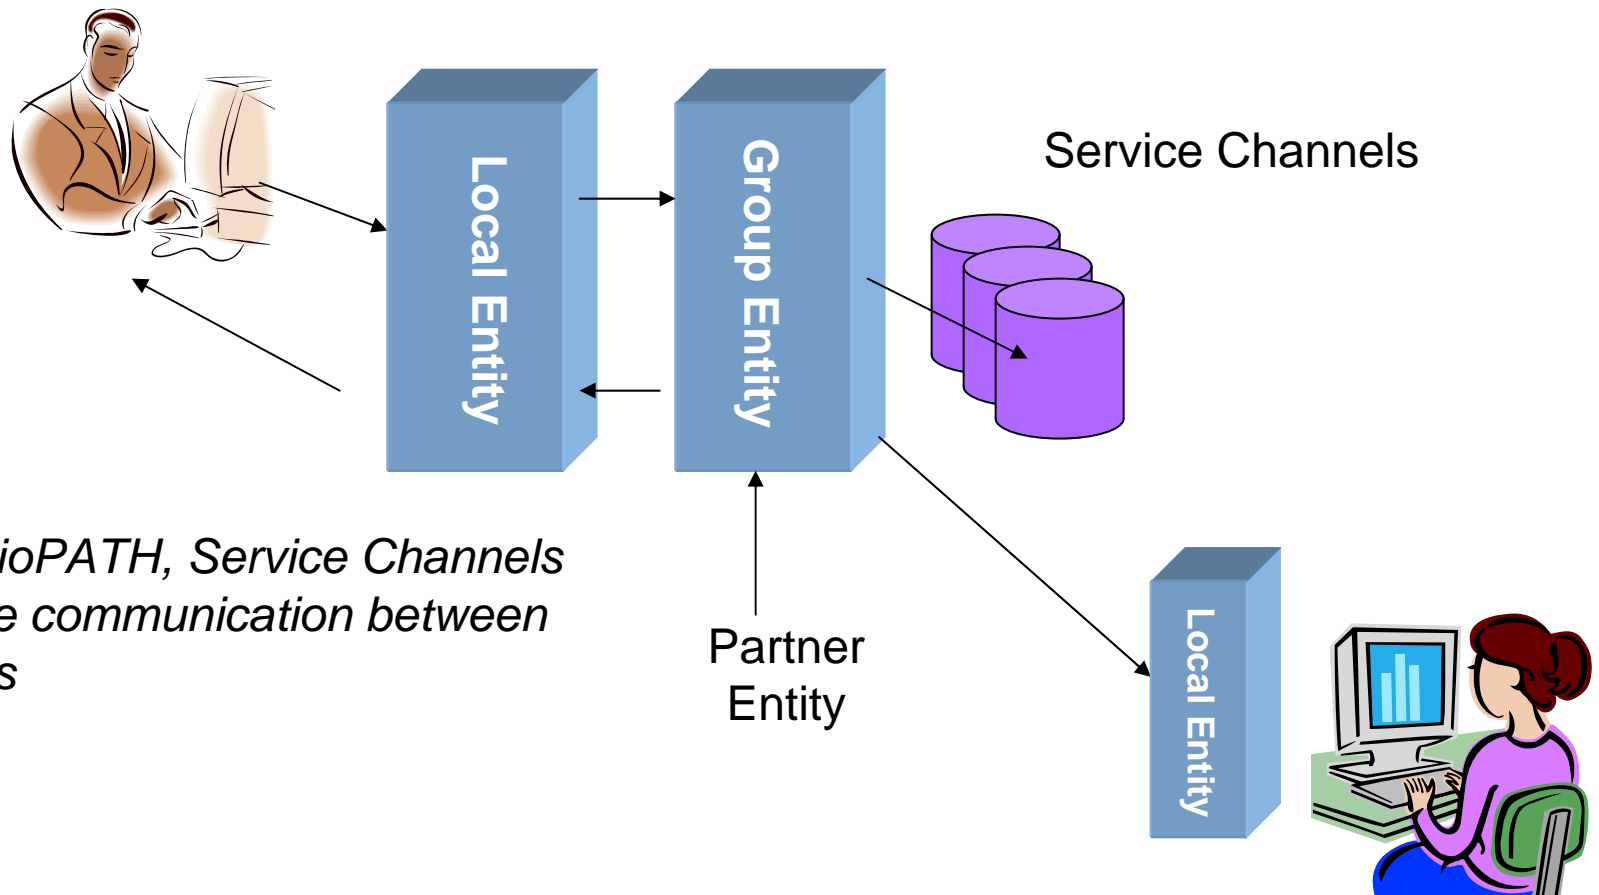 Service Channels
Local Entity
Group Entity
ioPATH, Service Channels
e communication between
s
Partner
Entity
Local Entity